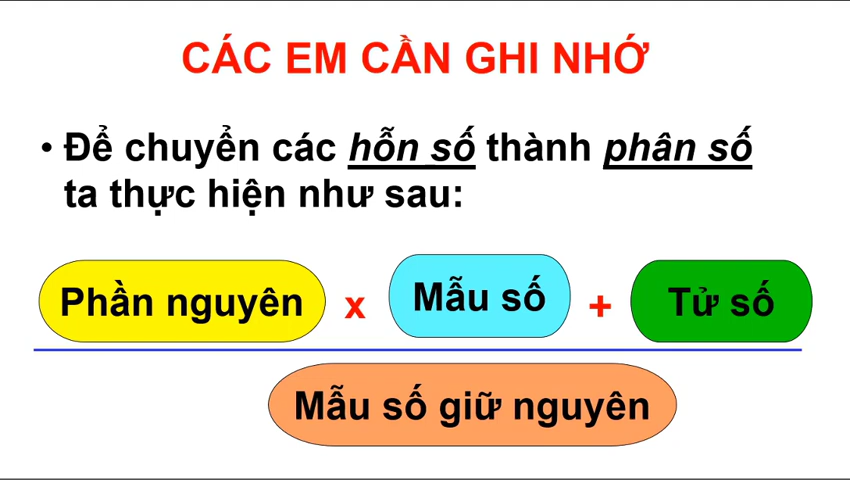 CÁC EM CẦN GHI NHỚ
• Để chuyển các hỗn số thành phân số
ta thực hiện như sau:
Phần nguyên x Mẫu số + Tử số
Mẫu số giữ nguyên